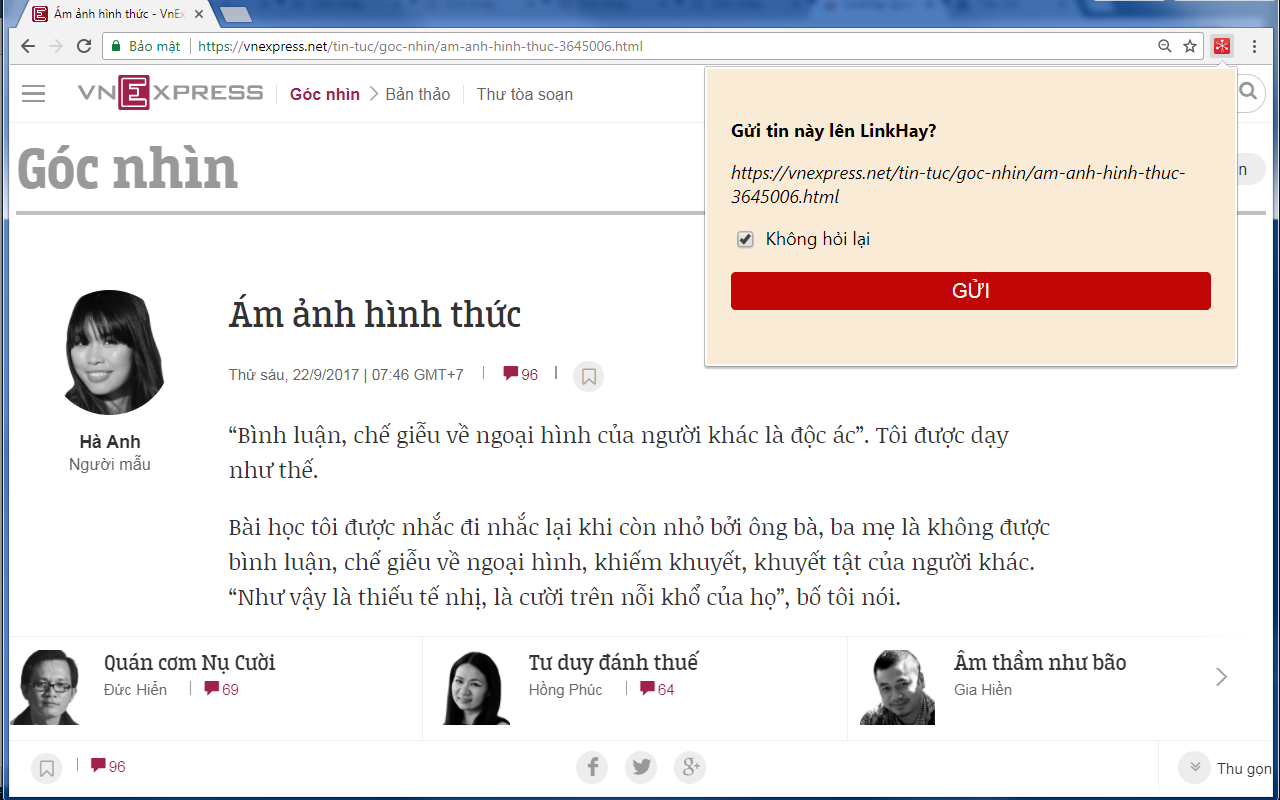 Ám ảnh hình thức - VnEx
Bảo mật
https://vnexpress.net/tin-tuc/goc-nhin/am-anh-hinh-thuc-3645006.html
VNEXPRESS
Góc nhìn
Bản thảo
Thư tòa soạn
Góc nhìn
n
Gửi tin này lên LinkHay?
https://vnexpress.net/tin-tuc/goc-nhin/am-anh-hinh-thuc-
3645006.html
Không hỏi lại
GỬI
Hà Anh
Người mẫu
Ám ảnh hình thức
Thứ sáu, 22/9/2017 | 07:46 GMT+7 | 96 |
“Bình luận, chế giễu về ngoại hình của người khác là độc ác”. Tôi được dạy
như thế.
Bài học tôi được nhắc đi nhắc lại khi còn nhỏ bởi ông bà, ba mẹ là không được
bình luận, chế giễu về ngoại hình, khiếm khuyết, khuyết tật của người khác.
“Như vậy là thiếu tế nhị, là cười trên nỗi khổ của họ”, bố tôi nói.
Quán cơm Nụ Cười
Đức Hiển | 69
Tư duy đánh thuế
Hồng Phúc | 64
Âm thầm như bão
Gia Hiền
| 96
f
g+
Thu gọn